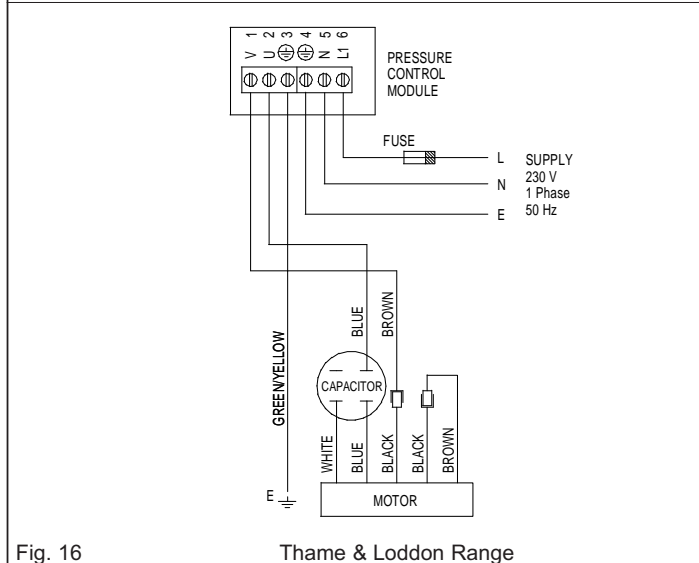 1 2 3 4 5 6
V U N L1
PRESSURE
CONTROL
MODULE
FUSE
L
N
E
SUPPLY
230 V
1 Phase
50 Hz
GREEN/YELLOW
BLUE
BROWN
CAPACITOR
WHITE
BLUE
BLACK
BLACK
BROWN
E
MOTOR
Fig. 16 Thame & Loddon Range